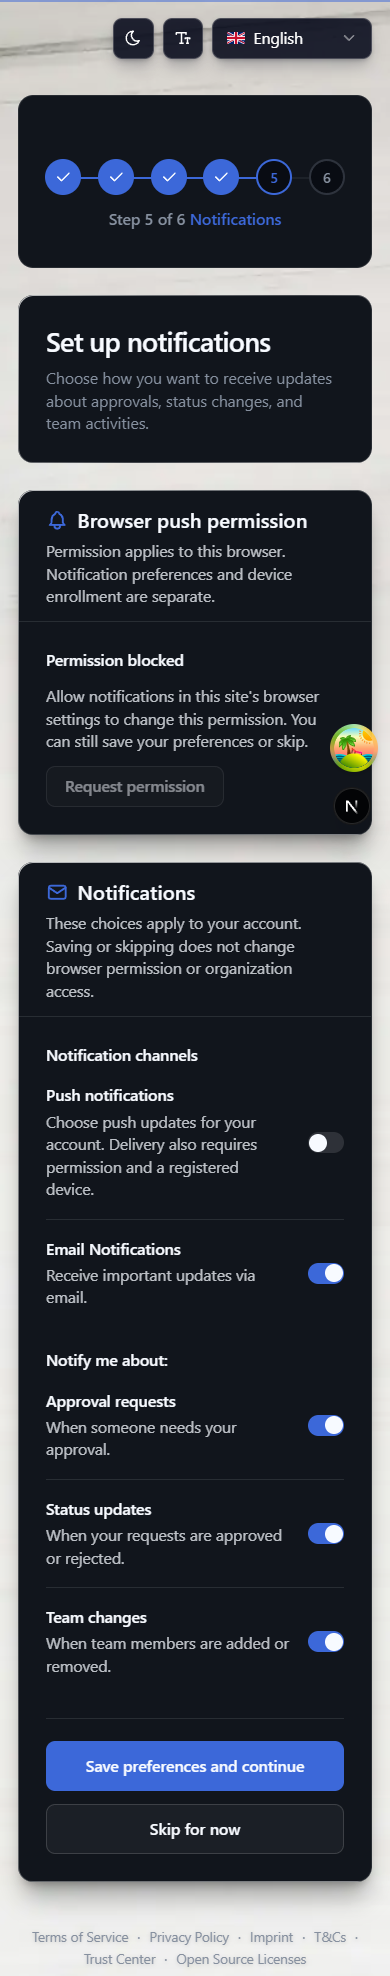 English
5
6
Step 5 of 6 Notifications
Set up notifications
Choose how you want to receive updates
about approvals, status changes, and
team activities.
Browser push permission
Permission applies to this browser.
Notification preferences and device
enrollment are separate.
Permission blocked
Allow notifications in this site's browser
settings to change this permission. You
can still save your preferences or skip.
Request permission
N
Notifications
These choices apply to your account.
Saving or skipping does not change
browser permission or organization
access.
Notification channels
Push notifications
Choose push updates for your
account. Delivery also requires
permission and a registered
device.
Email Notifications
Receive important updates via
email.
Notify me about:
Approval requests
When someone needs your
approval.
Status updates
When your requests are approved
or rejected.
Team changes
When team members are added or
removed.
Save preferences and continue
Skip for now
Terms of Service · Privacy Policy · Imprint · T&Cs ·
Trust Center · Open Source Licenses